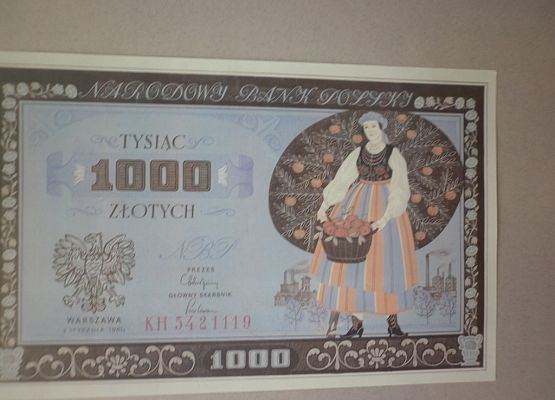 NARODOWY BANK POLSKI
TYSIĄC
1000
ZŁOTYCH
NBP
PREZES
GŁÓWNY SKARBNIK
WARSZAWA
KH 5421119
1000